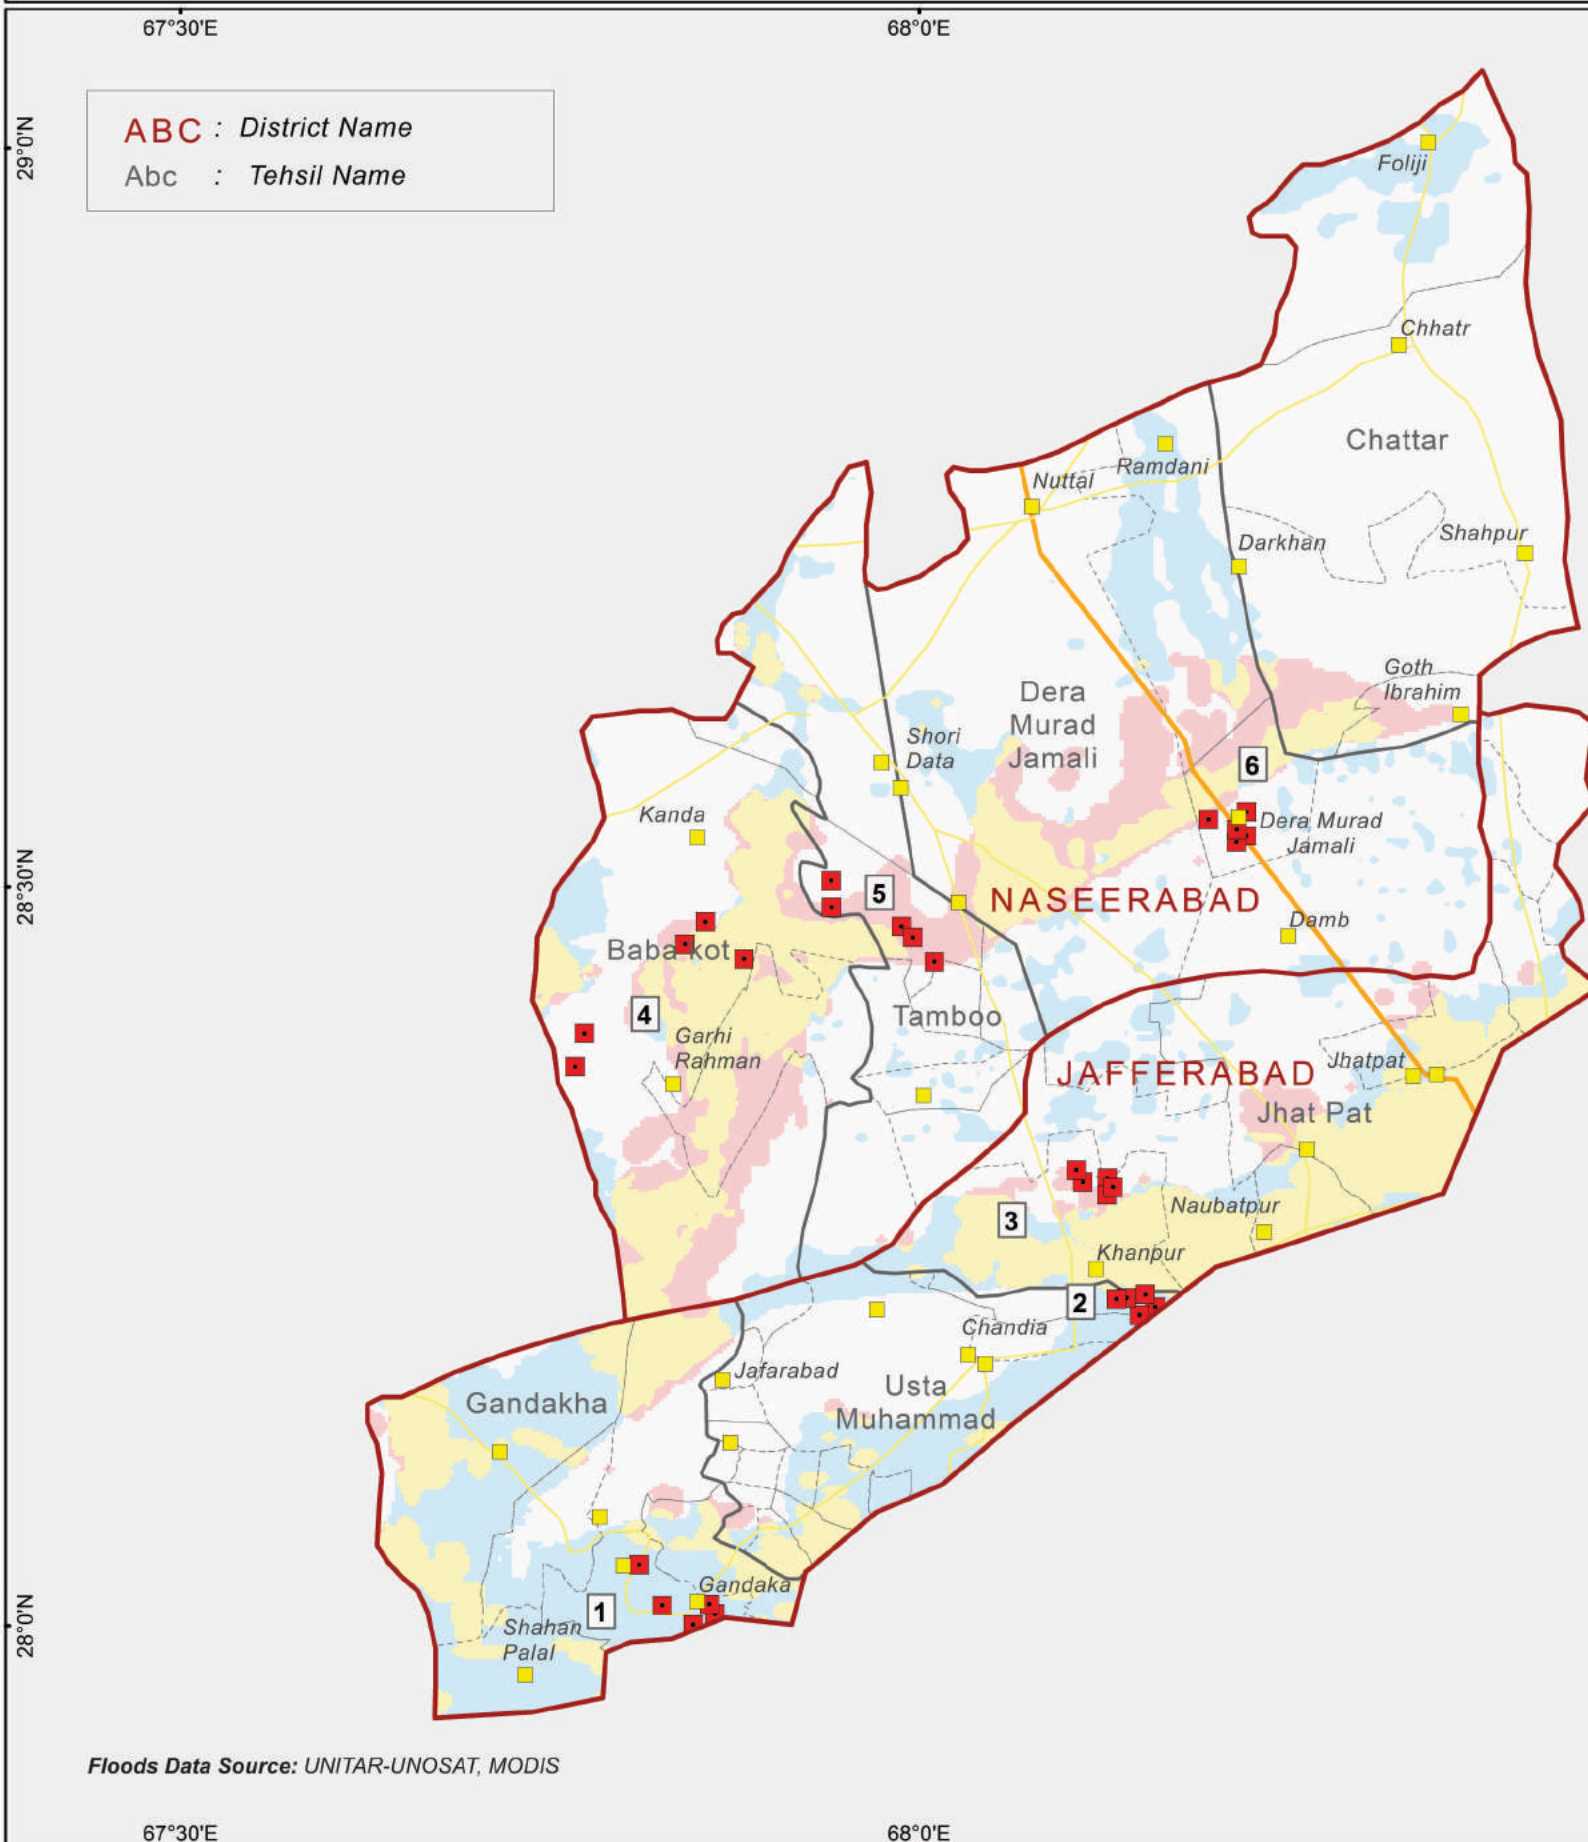 67°30'E
68°0'E
29°0'N
ABC : District Name
Abc : Tehsil Name
Foliji
Chhatr
Chattar
Ramdani
Nuttal
Darkhan
Shahpur
Goth
Ibrahim
Dera
Murad
Jamali
Shori
Data
6
Kanda
Dera Murad
Jamali
28°30'N
5
NASEERABAD
Damb
Baba kot
4
Tamboo
Garhi
Rahman
JAFFERABAD
Jhatpat
Jhat Pat
3
Naubatpur
Khanpur
2
Chandia
Jafarabad
Usta
Muhammad
Gandakha
Gandaka
1
Shahan
Palal
28°0'N
Floods Data Source: UNITAR-UNOSAT, MODIS
67°30'E
68°0'E